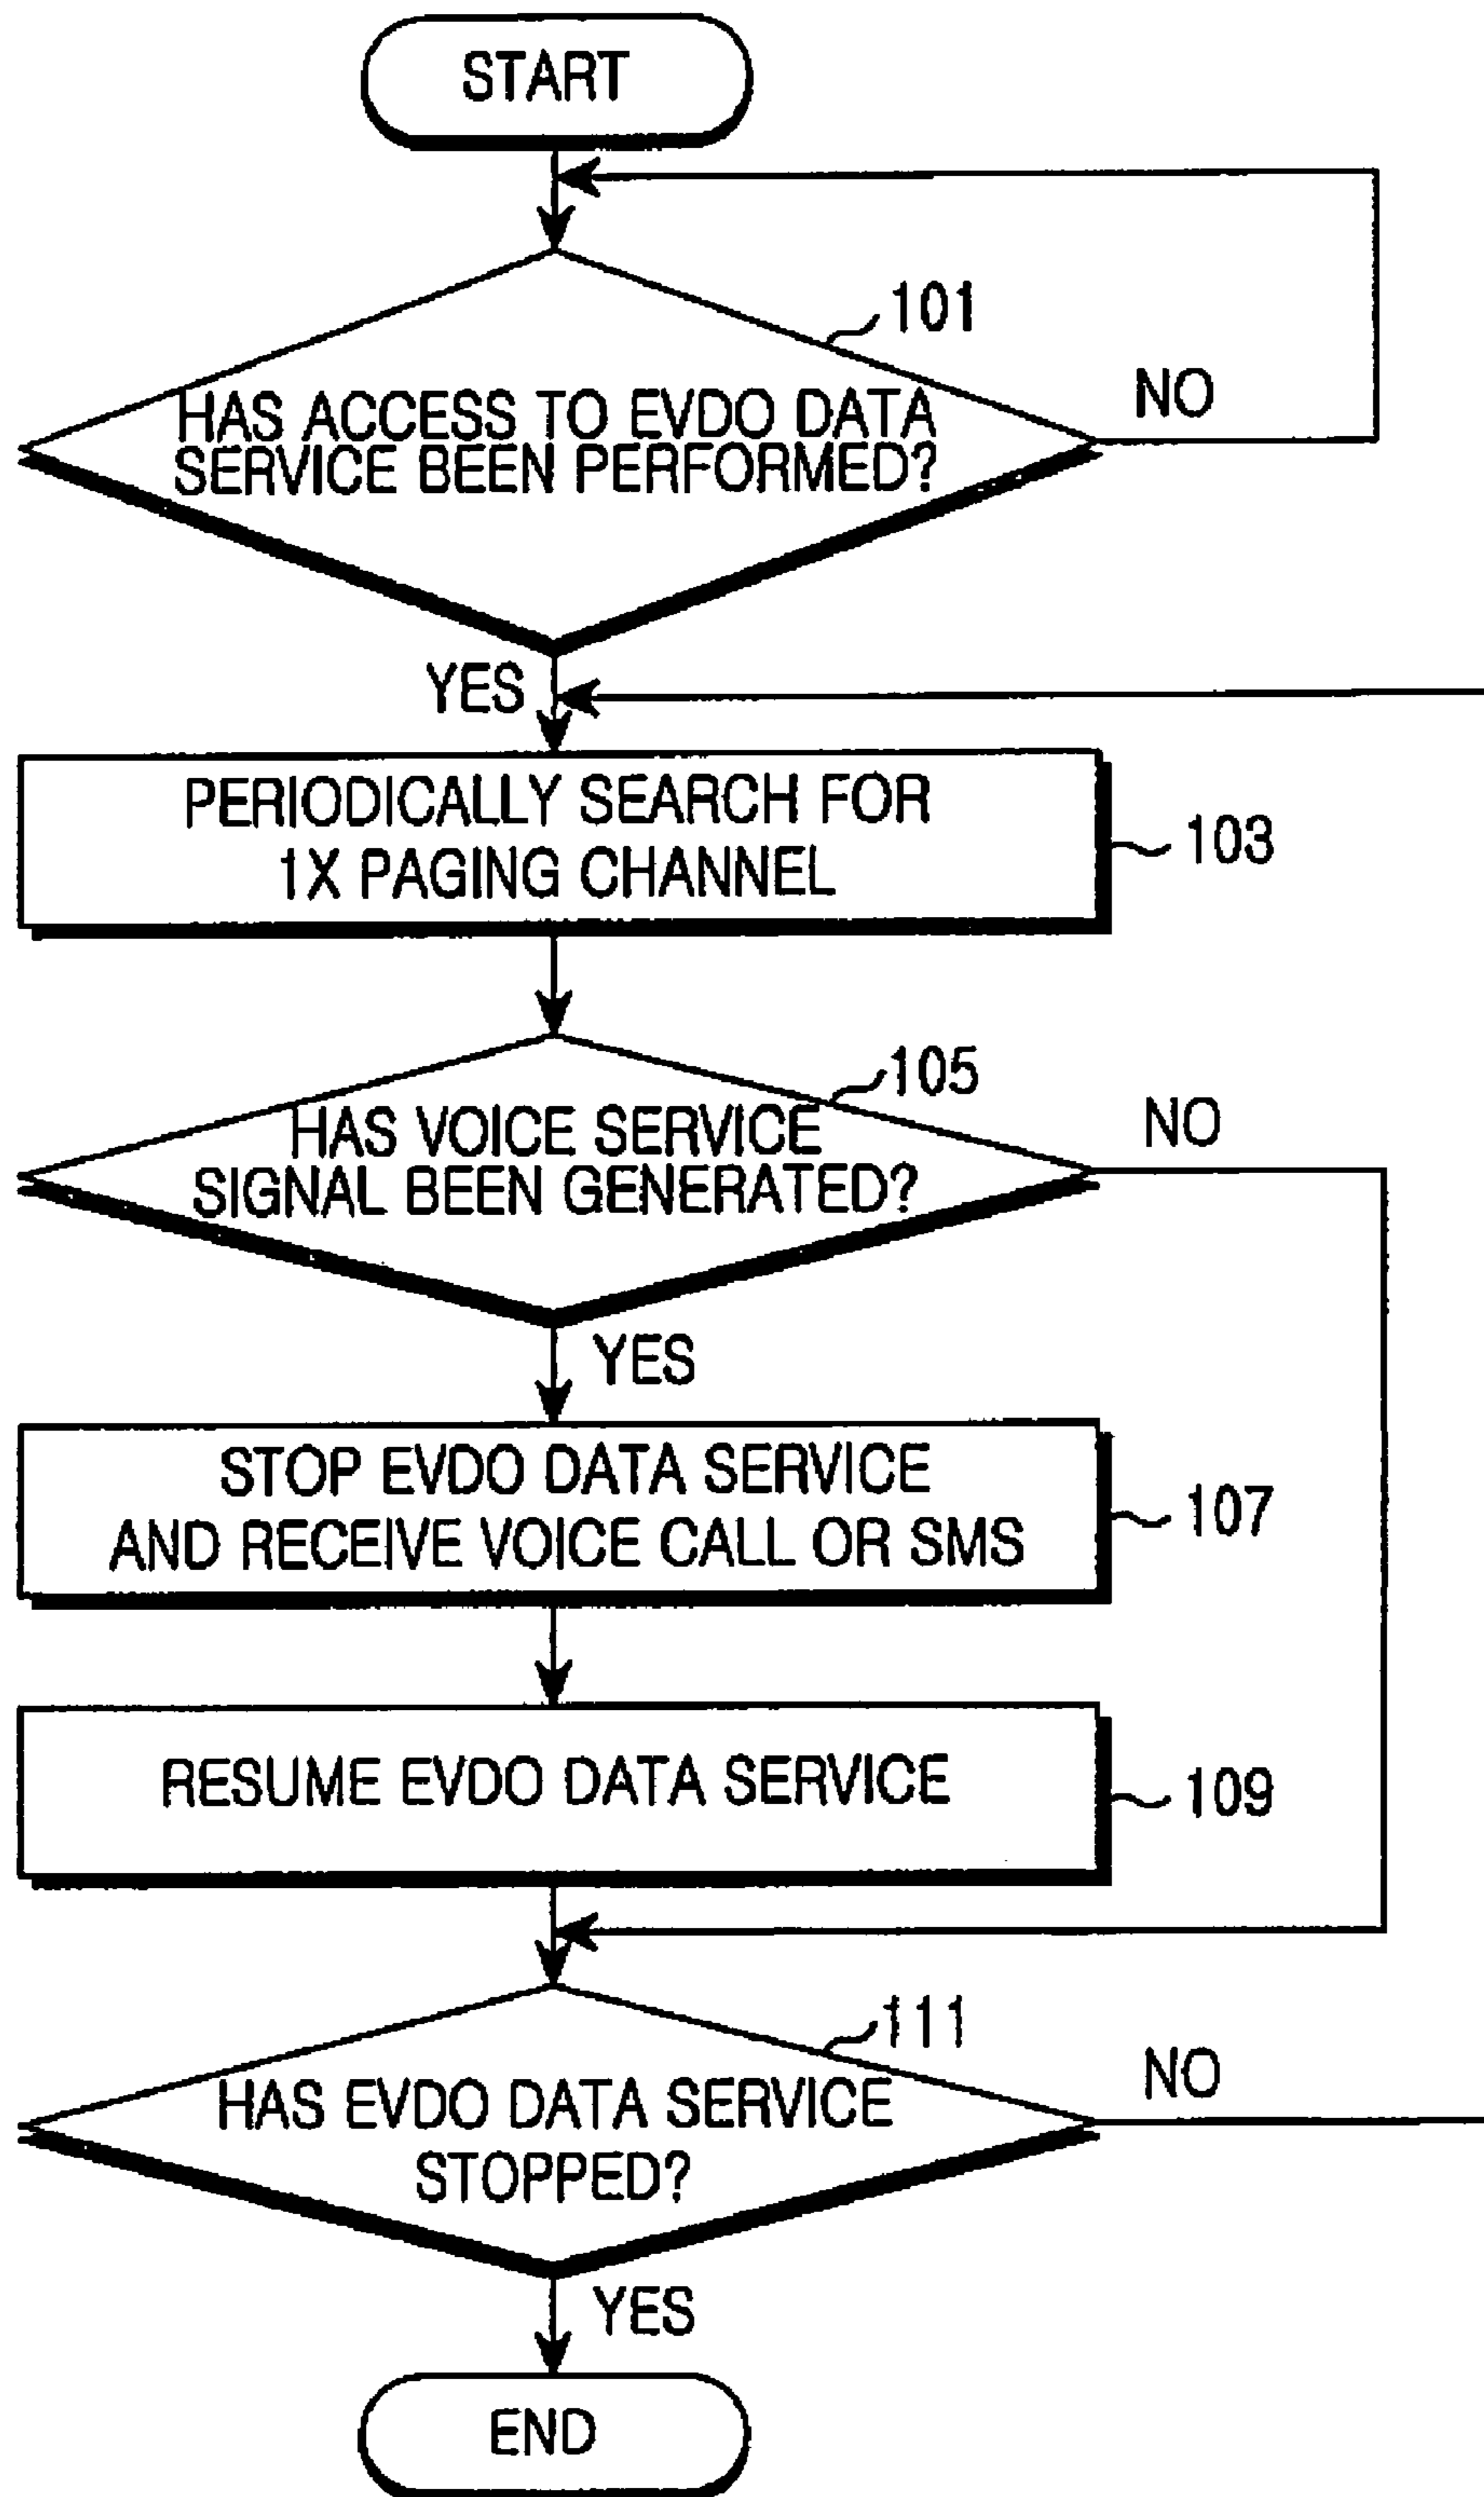 START
101
HAS ACCESS TO EVDO DATA
SERVICE BEEN PERFORMED?
NO
YES
PERIODICALLY SEARCH FOR
1X PAGING CHANNEL
103
105
HAS VOICE SERVICE
SIGNAL BEEN GENERATED?
NO
YES
STOP EVDO DATA SERVICE
AND RECEIVE VOICE CALL OR SMS
107
RESUME EVDO DATA SERVICE
109
111
HAS EVDO DATA SERVICE
STOPPED?
NO
YES
END